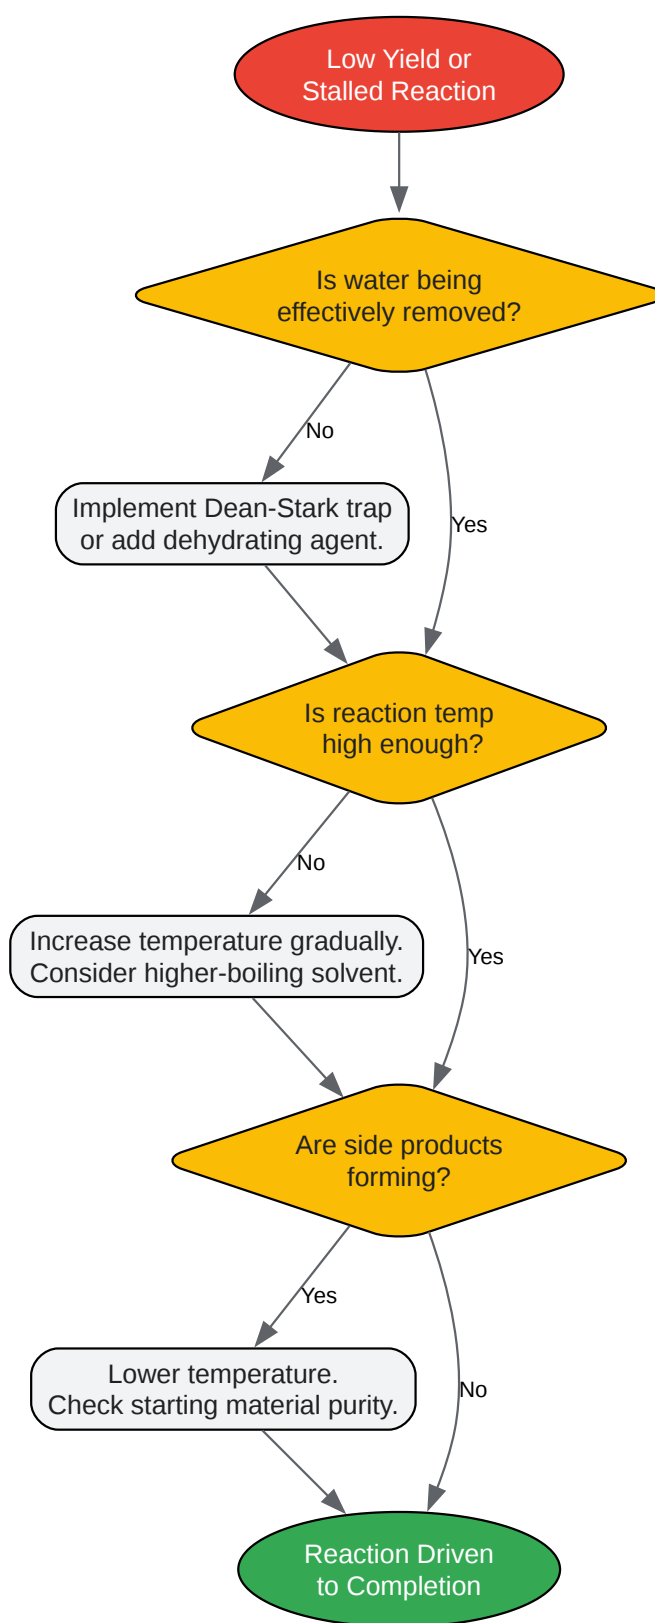 Low Yield or
Stalled Reaction
Is water being
effectively removed?
No
Implement Dean-Stark trap
or add dehydrating agent.
Yes
Is reaction temp
high enough?
No
Increase temperature gradually.
Consider higher-boiling solvent.
Yes
Are side products
forming?
Yes
Lower temperature.
Check starting material purity.
No
Reaction Driven
to Completion